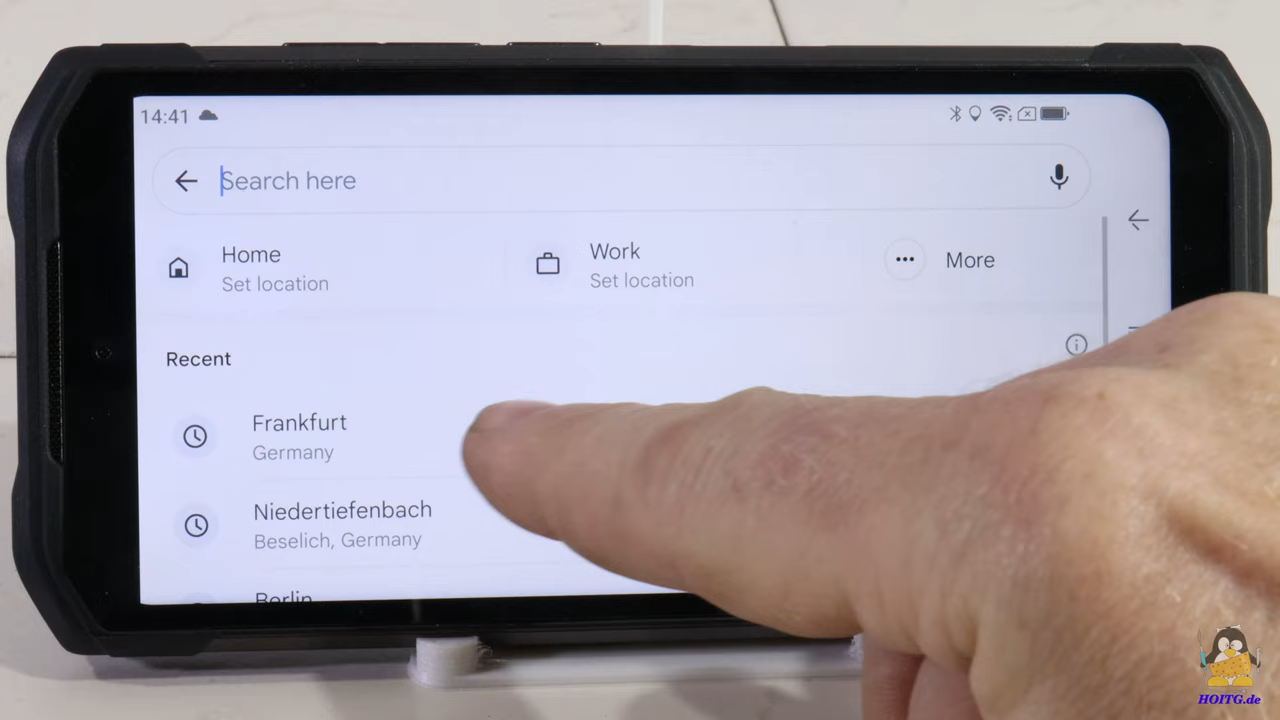 14:41
Search here
Home
Set location
Work
Set location
More
Recent
Frankfurt
Germany
Niedertiefenbach
Beselich, Germany
Berlin
HOITG.de